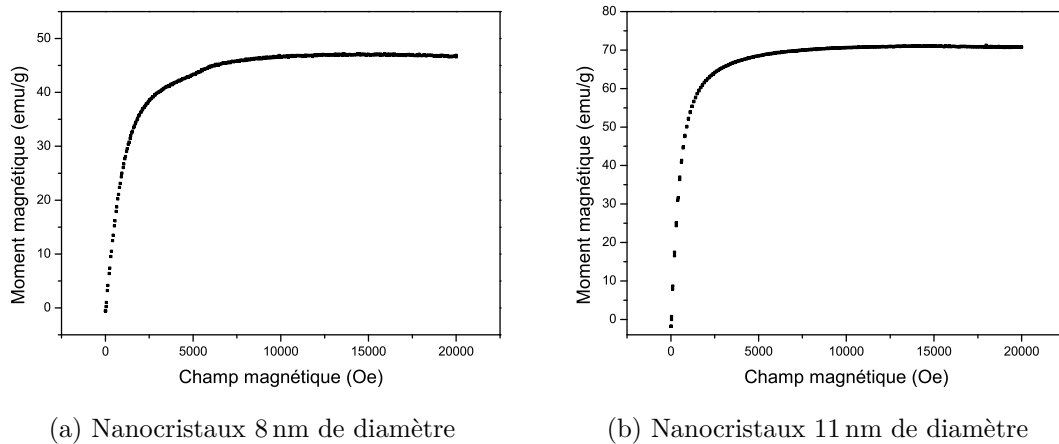 50
40
30
20
10
0
0 5000 10000 15000 20000
Moment magnétique (emu/g)
Champ magnétique (Oe)
(a) Nanocristaux 8 nm de diamètre
80
70
60
50
40
30
20
10
0
0 5000 10000 15000 20000
Moment magnétique (emu/g)
Champ magnétique (Oe)
(b) Nanocristaux 11 nm de diamètre